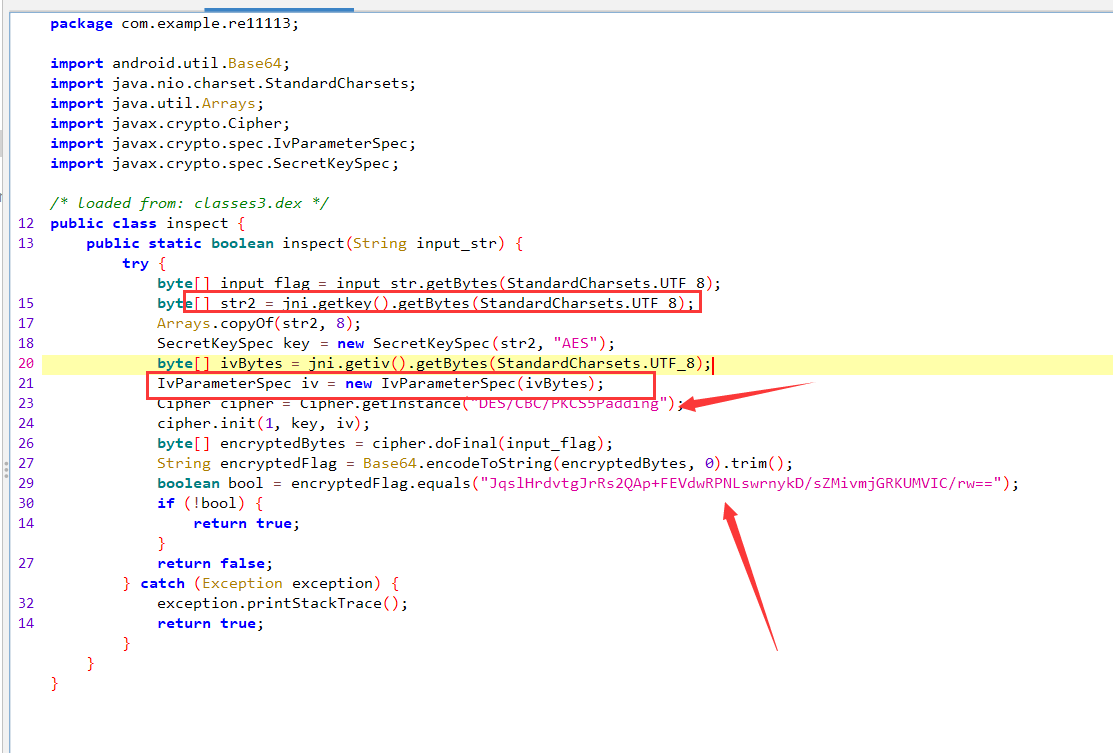 package com.example.re11113;
import android.util.Base64;
import java.nio.charset.StandardCharsets;
import java.util.Arrays;
import javax.crypto.Cipher;
import javax.crypto.spec.IvParameterSpec;
import javax.crypto.spec.SecretKeySpec;
/* loaded from: classes3.dex */
12 public class inspect {
13 public static boolean inspect(String input_str) {
try {
byte[] input_flag = input_str.getBytes(StandardCharsets.UTF_8);
15 byte[] str2 = jni.getkey().getBytes(StandardCharsets.UTF_8);
17 Arrays.copyOf(str2, 8);
18 SecretKeySpec key = new SecretKeySpec(str2, "AES");
20 byte[] ivBytes = jni.getiv().getBytes(StandardCharsets.UTF_8);
21 IvParameterSpec iv = new IvParameterSpec(ivBytes);
23 Cipher cipher = Cipher.getInstance("DES/CBC/PKCS5Padding");
24 cipher.init(1, key, iv);
26 byte[] encryptedBytes = cipher.doFinal(input_flag);
27 String encryptedFlag = Base64.encodeToString(encryptedBytes, 0).trim();
29 boolean bool = encryptedFlag.equals("JqslHrdvtgJrRs2QAp+FEVdwRPNLswrnykD/sZMivmjGRKUMVIC/rw==");
30 if (!bool) {
14 return true;
}
27 return false;
} catch (Exception exception) {
32 exception.printStackTrace();
14 return true;
}
}
}